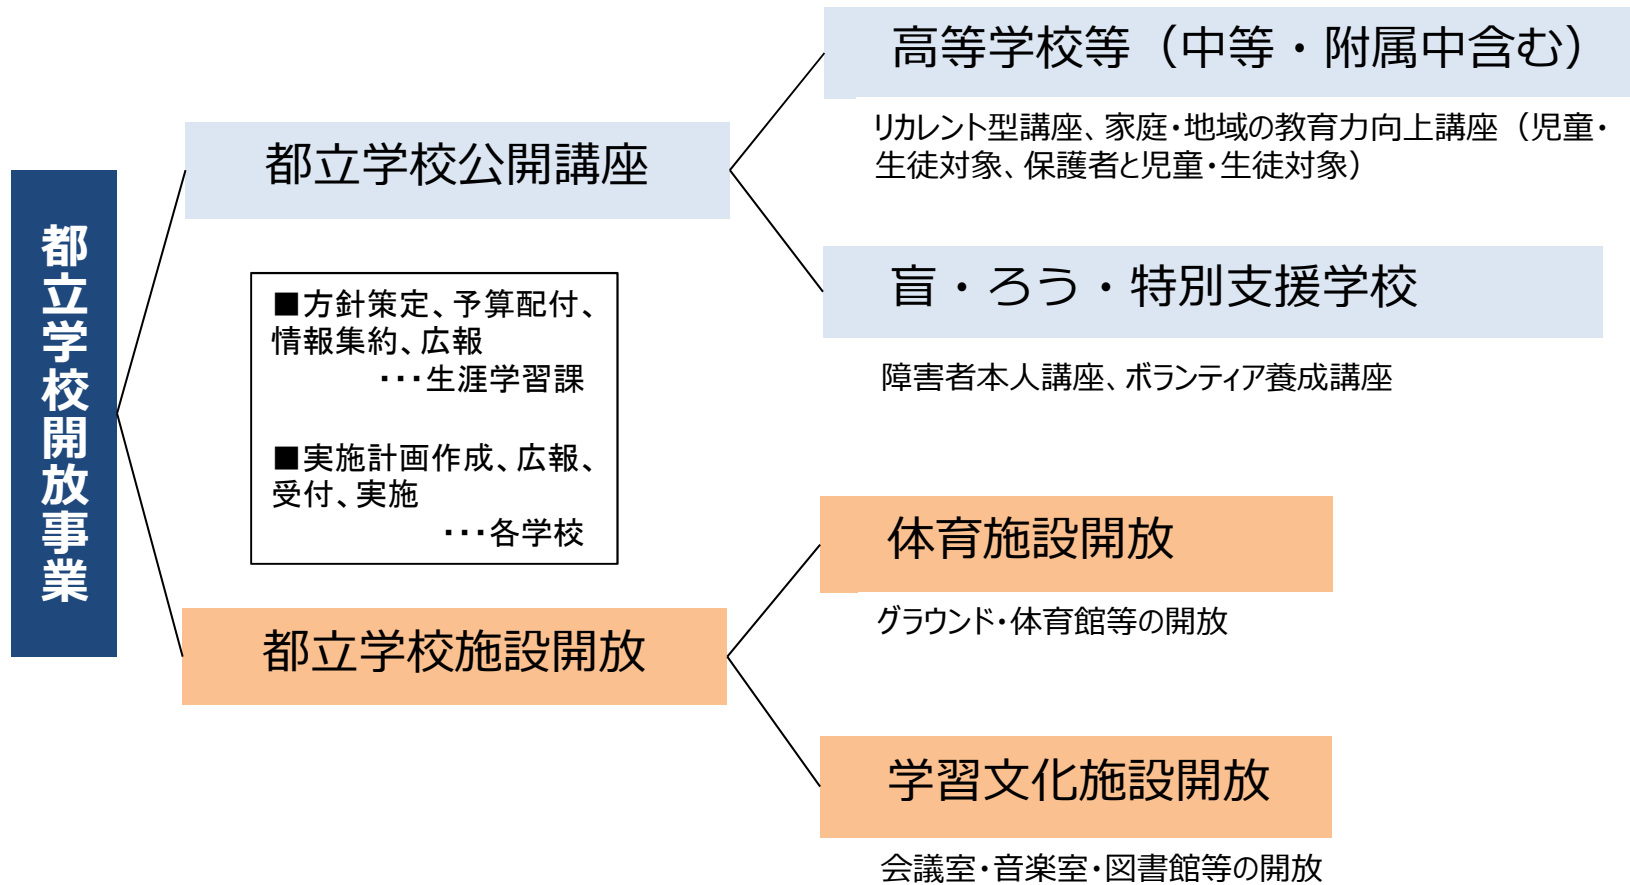 都立学校開放事業
都立学校公開講座
高等学校等（中等・附属中含む）
リカレント型講座、家庭・地域の教育力向上講座（児童・
生徒対象、保護者と児童・生徒対象）
盲・ろう・特別支援学校
障害者本人講座、ボランティア養成講座
■方針策定、予算配付、
情報集約、広報
・・・生涯学習課
■実施計画作成、広報、
受付、実施
・・・各学校
都立学校施設開放
体育施設開放
グラウンド・体育館等の開放
学習文化施設開放
会議室・音楽室・図書館等の開放